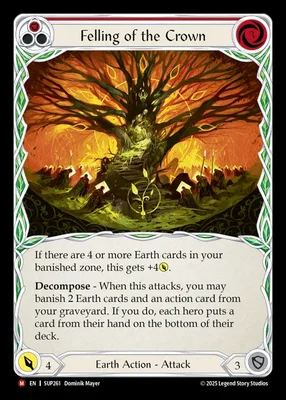 Felling of the Crown
If there are 4 or more Earth cards in your
banished zone, this gets +4.
Decompose - When this attacks, you may
banish 2 Earth cards and an action card from
your graveyard. If you do, each hero puts a
card from their hand on the bottom of their
deck.
4
Earth Action - Attack
3
M EN | SUP261 Dominik Mayer
© 2025 Legend Story Studios